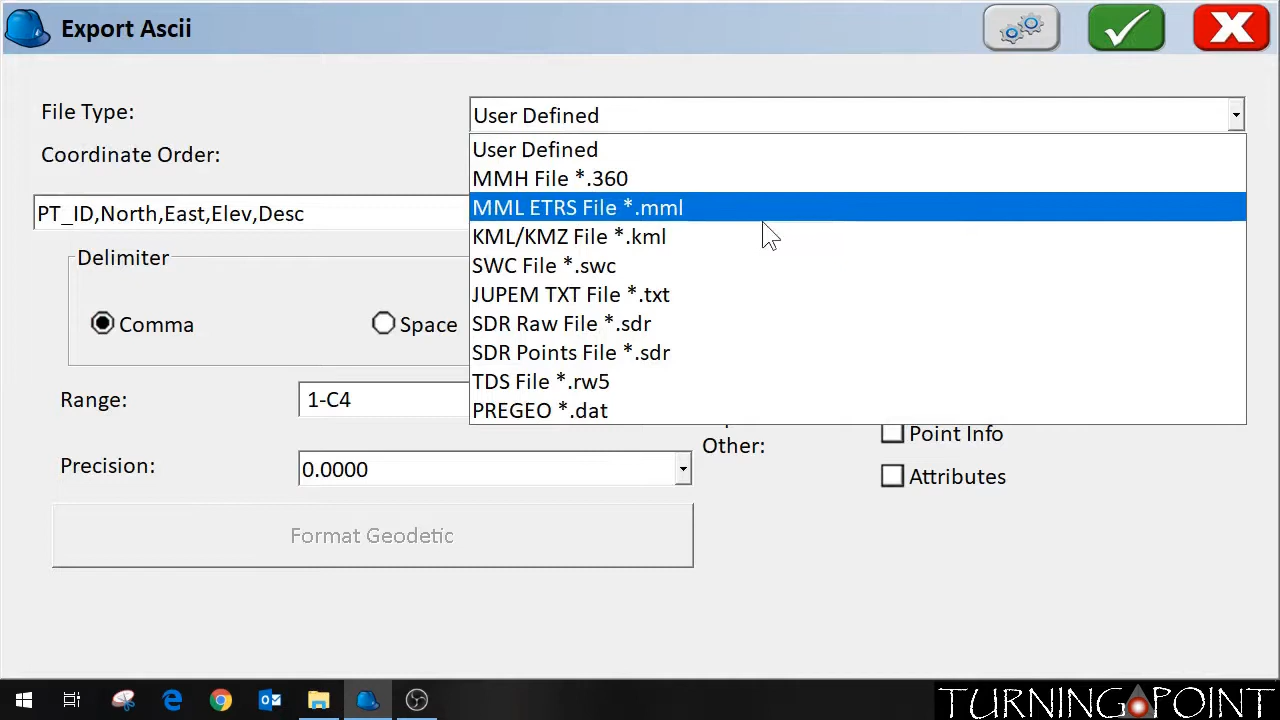 Export Ascii
File Type:
User Defined
Coordinate Order:
User Defined
MMH File *.360
PT_ID,North,East,Elev,Desc
MML ETRS File *.mml
KML/KMZ File *.kml
Delimiter
SWC File *.swc
JUPEM TXT File *.txt
Comma
Space
SDR Raw File *.sdr
SDR Points File *.sdr
TDS File *.rw5
Range:
1-C4
PREGEO *.dat
Other:
Point Info
Precision:
0.0000
Attributes
Format Geodetic
TURNING POINT